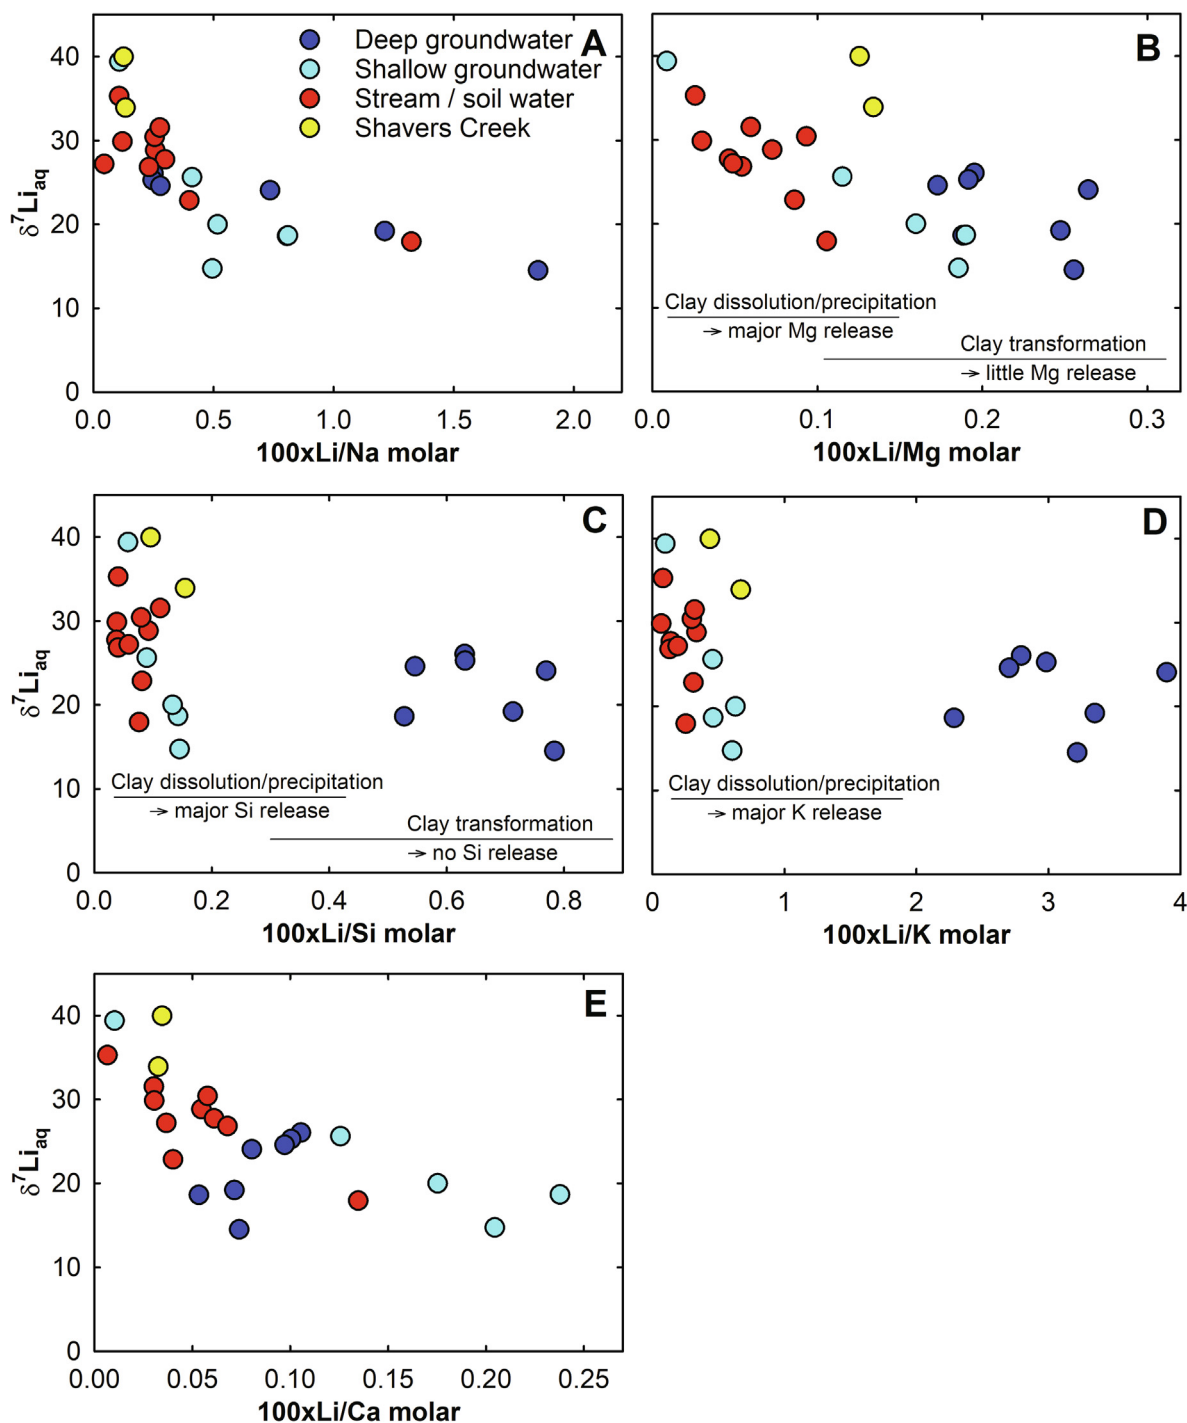 A
Deep groundwater
Shallow groundwater
Stream / soil water
Shavers Creek
40
30
20
10
0
δ⁷Li_aq
0.0 0.5 1.0 1.5 2.0
100xLi/Na molar
B
Clay dissolution/precipitation
→ major Mg release
Clay transformation
→ little Mg release
0.0 0.1 0.2 0.3
100xLi/Mg molar
C
40
30
20
10
0
δ⁷Li_aq
Clay dissolution/precipitation
→ major Si release
Clay transformation
→ no Si release
0.0 0.2 0.4 0.6 0.8
100xLi/Si molar
D
Clay dissolution/precipitation
→ major K release
0 1 2 3 4
100xLi/K molar
E
40
30
20
10
0
δ⁷Li_aq
0.00 0.05 0.10 0.15 0.20 0.25
100xLi/Ca molar